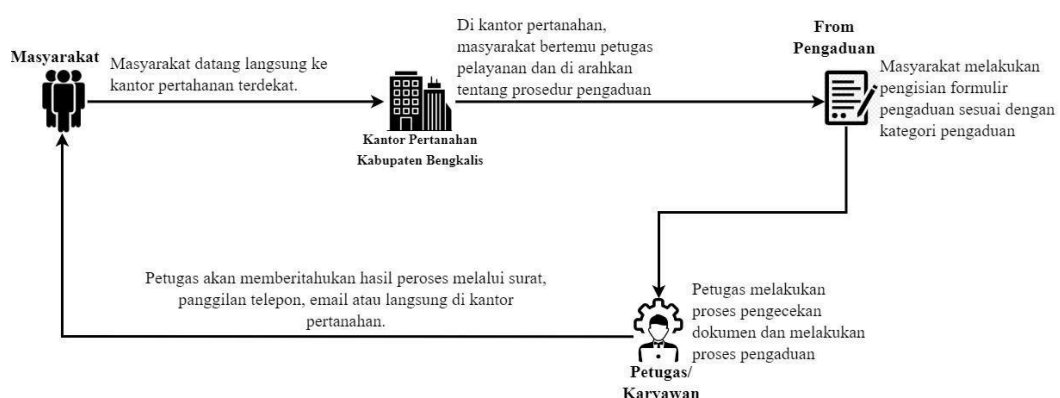 Masyarakat
Masyarakat datang langsung ke
kantor pertahanan terdekat.
Kantor Pertanahan
Kabupaten Bengkalis
Di kantor pertanahan,
masyarakat bertemu petugas
pelayanan dan di arahkan
tentang prosedur pengaduan
From
Pengaduan
Masyarakat melakukan
pengisian formulir
pengaduan sesuai dengan
kategori pengaduan
Petugas melakukan
proses pengecekan
dokumen dan melakukan
proses pengaduan
Petugas/
Karyawan
Petugas akan memberitahukan hasil peroses melalui surat,
panggilan telepon, email atau langsung di kantor
pertanahan.